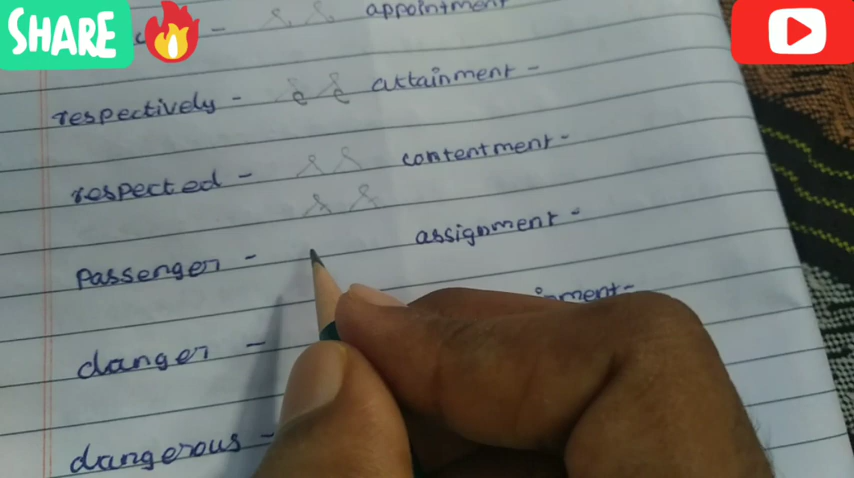 SHARE
appointment
respectively - attainment -
respected - contentment -
passenger - assignment -
danger -
dangerous -